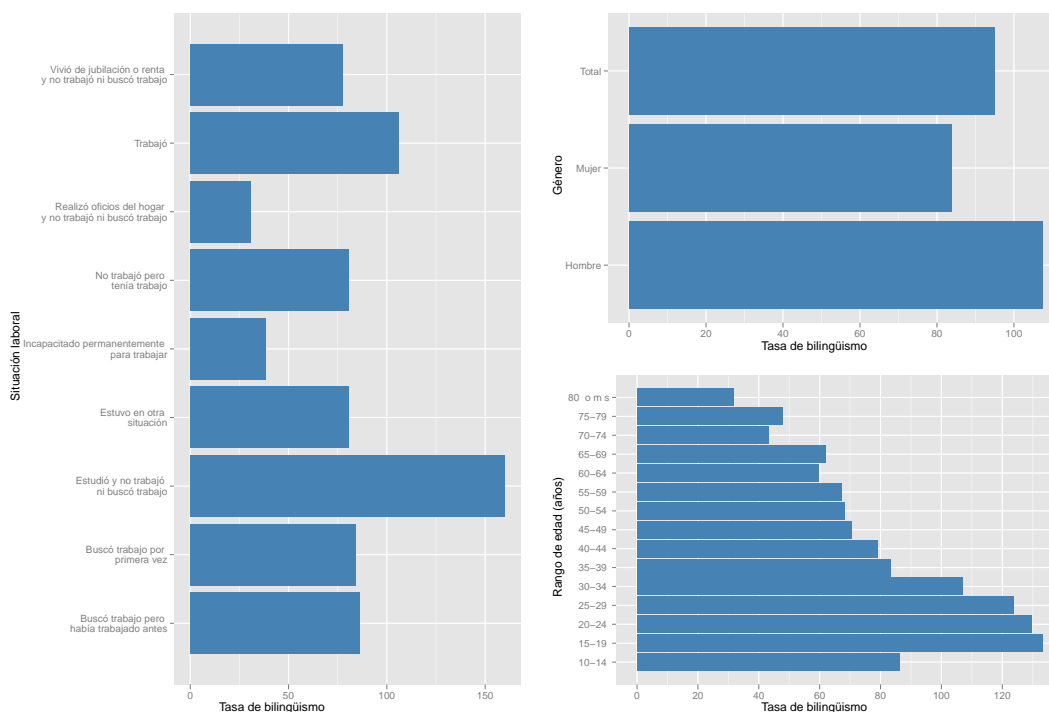 Situación laboral
Vivió de jubilación o renta
y no trabajó ni buscó trabajo
Trabajó
Realizó oficios del hogar
y no trabajó ni buscó trabajo
No trabajó pero
tenía trabajo
Incapacitado permanentemente
para trabajar
Estuvo en otra
situación
Estudió y no trabajó
ni buscó trabajo
Buscó trabajo por
primera vez
Buscó trabajo pero
había trabajado antes
0 50 100 150
Tasa de bilingüismo
Género
Total
Mujer
Hombre
0 20 40 60 80 100
Tasa de bilingüismo
Rango de edad (años)
80 o m s
75–79
70–74
65–69
60–64
55–59
50–54
45–49
40–44
35–39
30–34
25–29
20–24
15–19
10–14
0 20 40 60 80 100 120
Tasa de bilingüismo